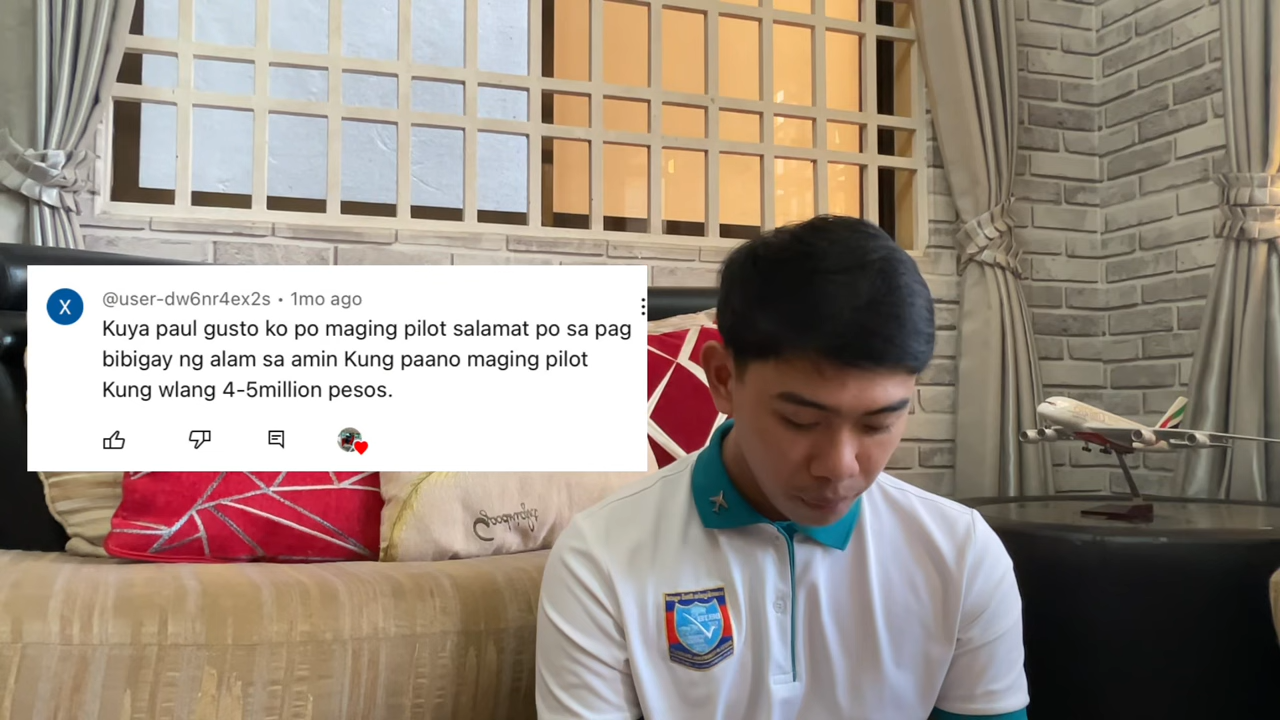 @user-dw6nr4ex2s • 1mo ago
Kuya paul gusto ko po maging pilot salamat po sa pag
bibigay ng alam sa amin Kung paano maging pilot
Kung wlang 4-5million pesos.
X